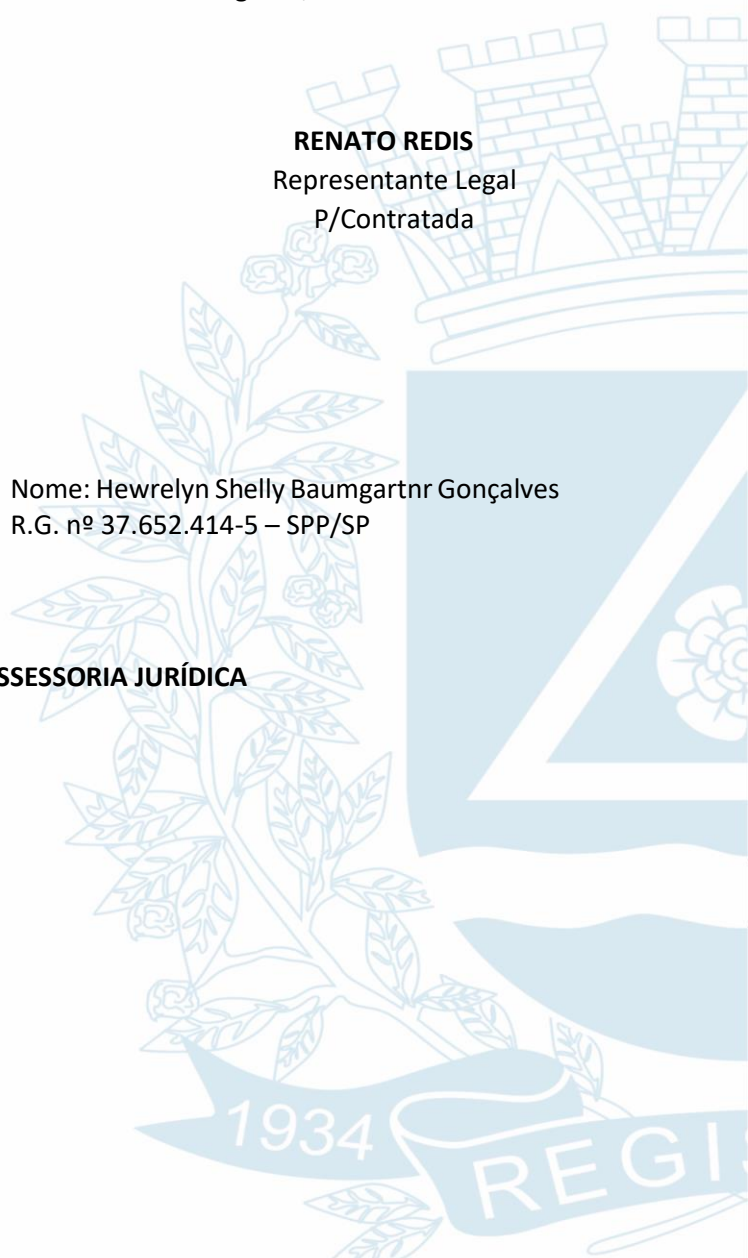 RENATO REDIS
Representante Legal
P/Contratada
Nome: Hewrelyn Shelly Baumgartnr Gonçalves
R.G. nº 37.652.414-5 – SPP/SP
SSESSORIA JURÍDICA
1934
REGIS